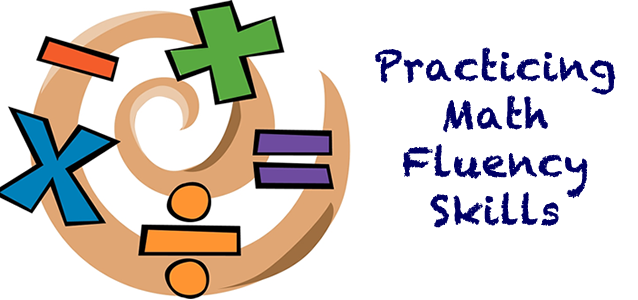 Practicing
Math
Fluency
Skills